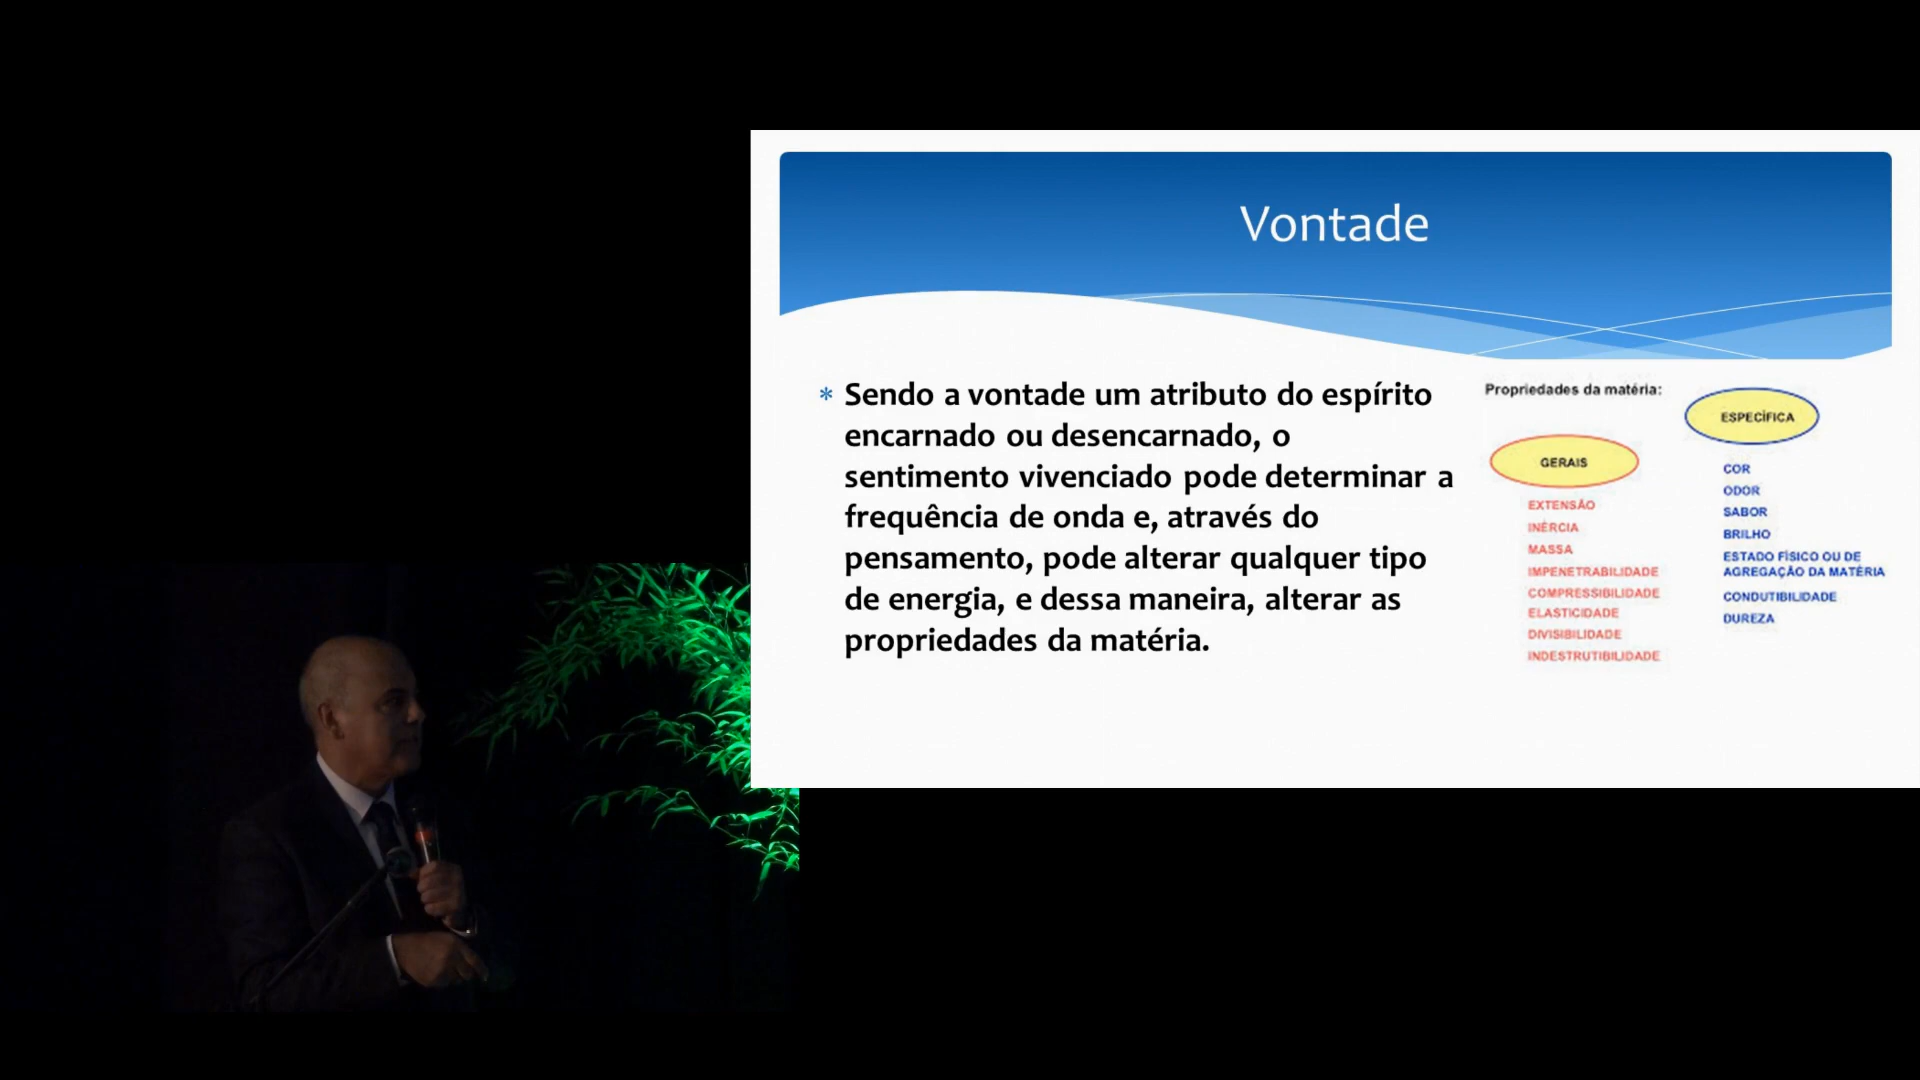 Vontade
* Sendo a vontade um atributo do espírito
encarnado ou desencarnado, o
sentimento vivenciado pode determinar a
frequência de onda e, através do
pensamento, pode alterar qualquer tipo
de energia, e dessa maneira, alterar as
propriedades da matéria.
Propriedades da matéria:
GERAIS
EXTENSÃO
INÉRCIA
MASSA
IMPENETRABILIDADE
COMPRESSIBILIDADE
ELASTICIDADE
DIVISIBILIDADE
INDESTRUTIBILIDADE
ESPECÍFICA
COR
ODOR
SABOR
BRILHO
ESTADO FÍSICO OU DE
AGREGAÇÃO DA MATÉRIA
CONDUTIBILIDADE
DUREZA